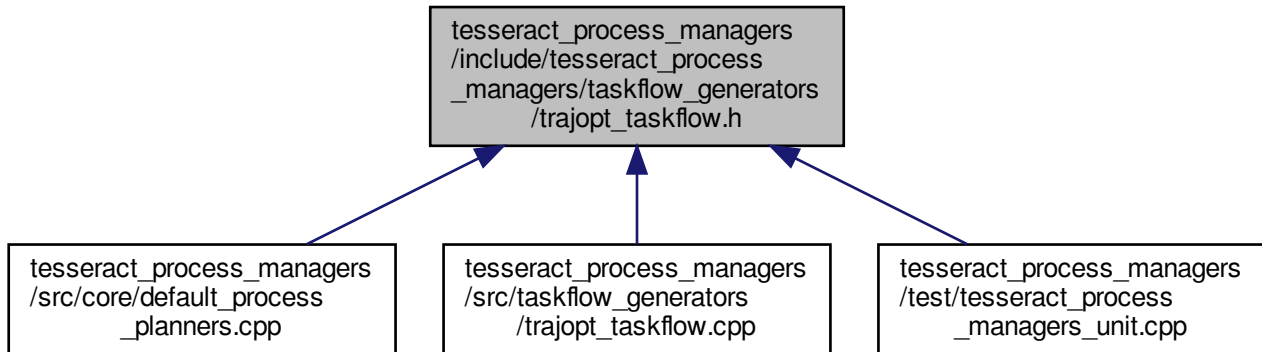 tesseract_process_managers
/include/tesseract_process
_managers/taskflow_generators
/trajopt_taskflow.h
tesseract_process_managers
/src/core/default_process
_planners.cpp
tesseract_process_managers
/src/taskflow_generators
/trajopt_taskflow.cpp
tesseract_process_managers
/test/tesseract_process
_managers_unit.cpp